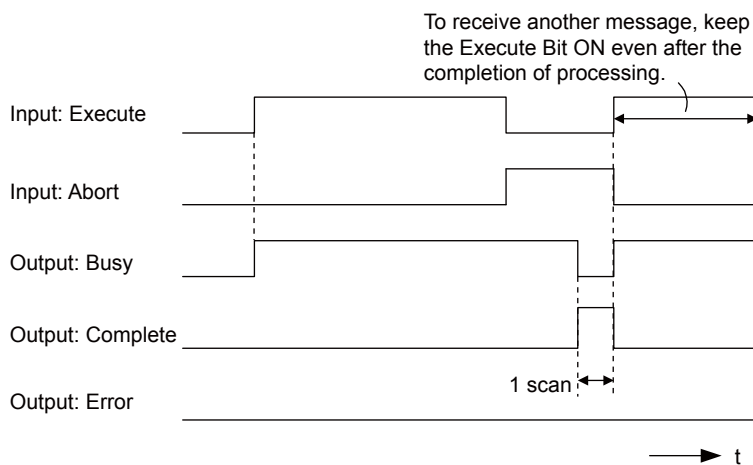 To receive another message, keep
the Execute Bit ON even after the
completion of processing.
Input: Execute
Input: Abort
Output: Busy
Output: Complete
1 scan
Output: Error
t